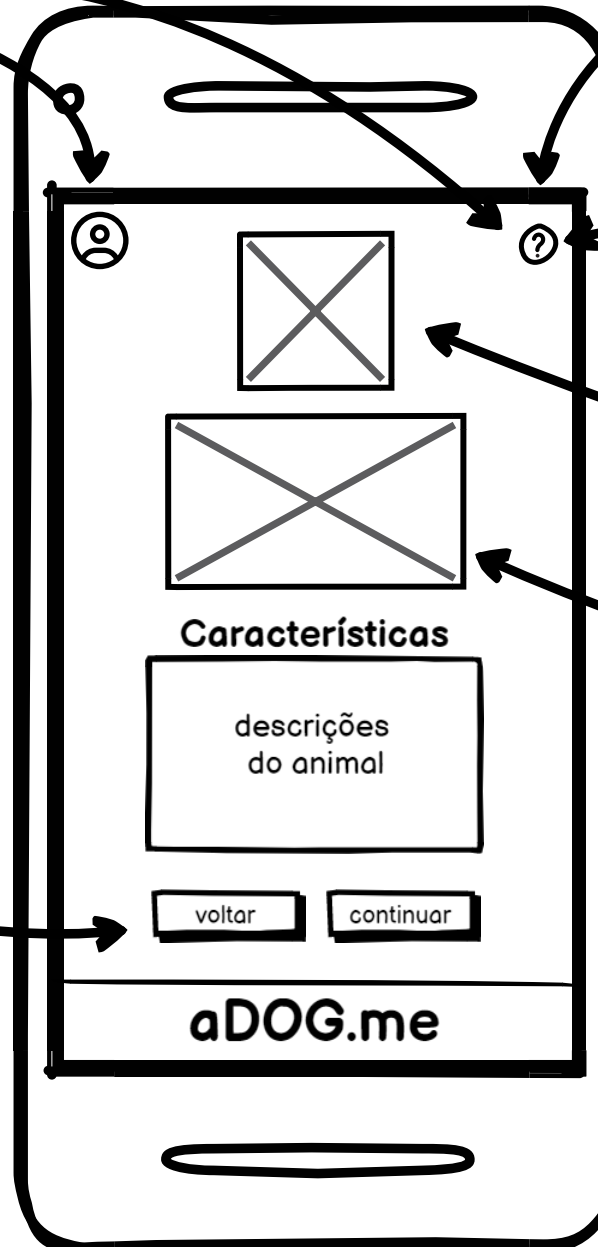 ?
Características
descrições
do animal
voltar continuar
aDOG.me